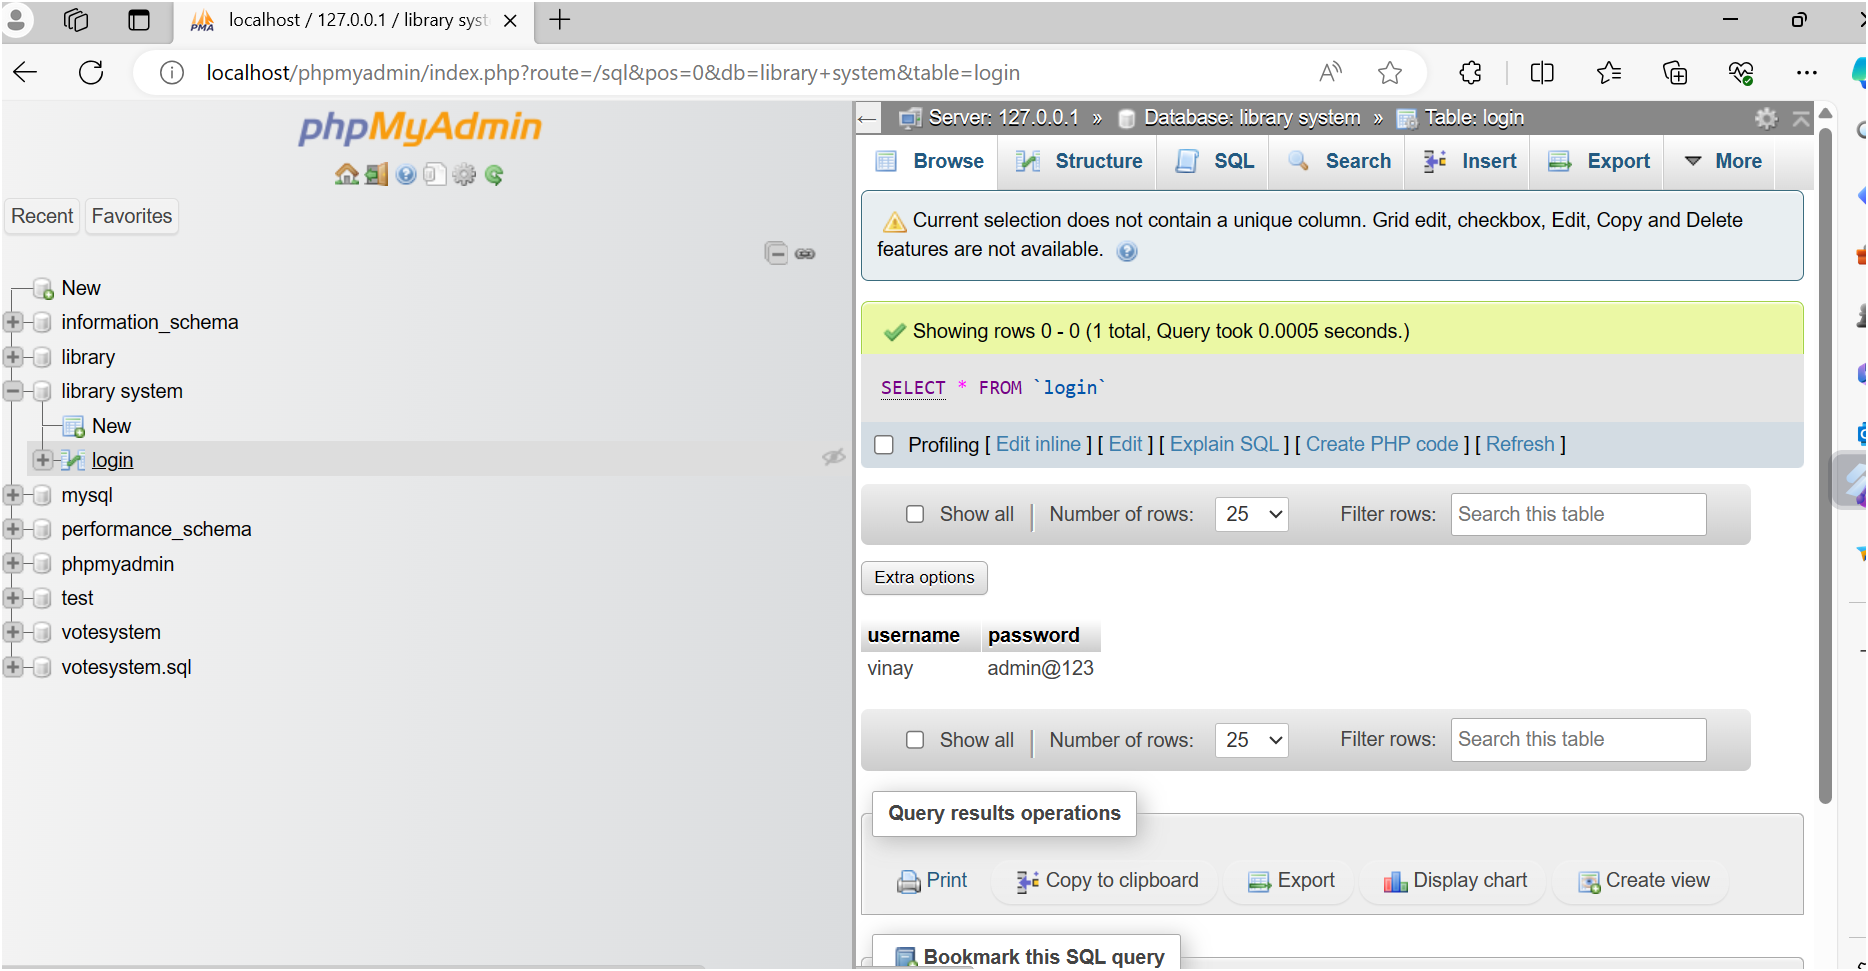 localhost / 127.0.0.1 / library syst
localhost/phpmyadmin/index.php?route=/sql&pos=0&db=library+system&table=login
phpMyAdmin
Recent
Favorites
New
information_schema
library
library system
New
login
mysql
performance_schema
phpmyadmin
test
votesystem
votesystem.sql
Server: 127.0.0.1 » Database: library system » Table: login
Browse Structure SQL Search Insert Export More
Current selection does not contain a unique column. Grid edit, checkbox, Edit, Copy and Delete
features are not available.
Showing rows 0 - 0 (1 total, Query took 0.0005 seconds.)
SELECT * FROM `login`
Profiling [ Edit inline ] [ Edit ] [ Explain SQL ] [ Create PHP code ] [ Refresh ]
Show all | Number of rows: 25 Filter rows: Search this table
Extra options
username password
vinay admin@123
Show all | Number of rows: 25 Filter rows: Search this table
Query results operations
Print Copy to clipboard Export Display chart Create view
Bookmark this SQL query